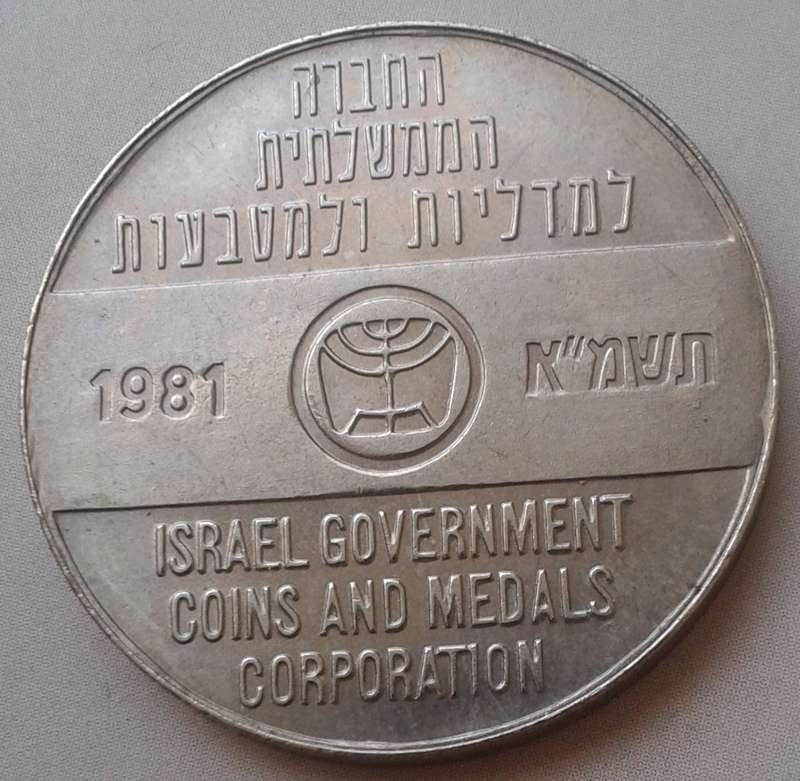 החברה
הממשלתית
למדליות ולמטבעות
1981 תשמ"א
ISRAEL GOVERNMENT
COINS AND MEDALS
CORPORATION